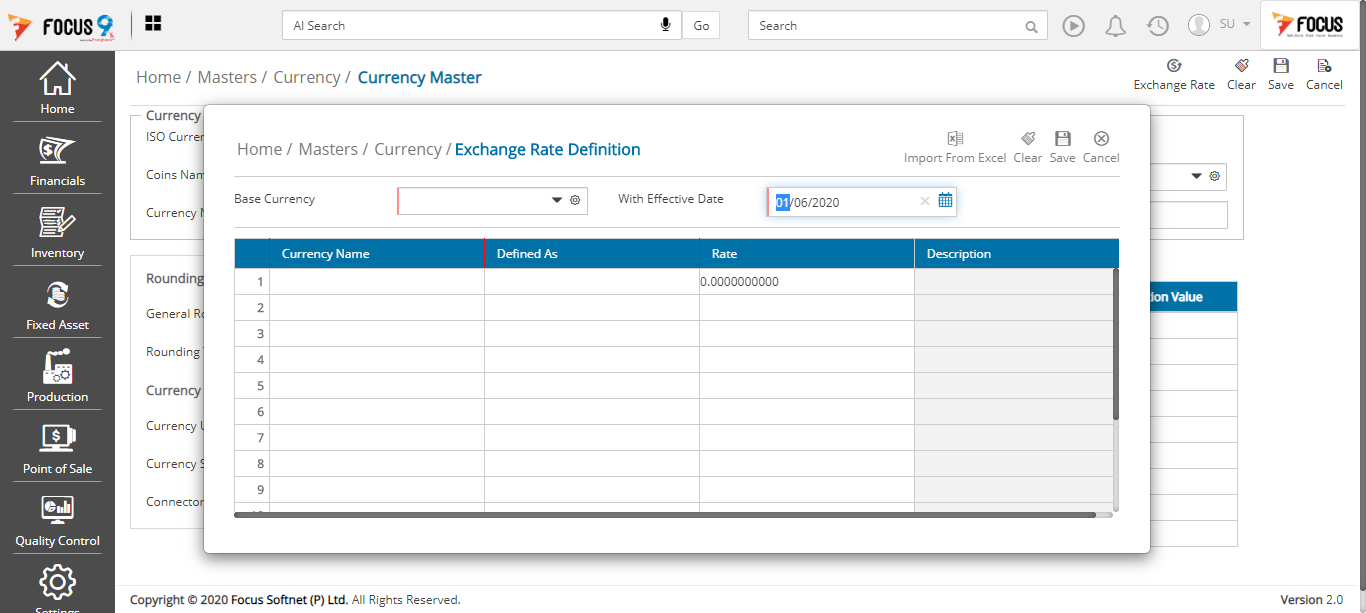 FOCUS 9
AI Search
Go
Search
SU
FOCUS
Home
Financials
Inventory
Fixed Asset
Production
Point of Sale
Quality Control
Settings
Home / Masters / Currency / Currency Master
Exchange Rate Clear Save Cancel
Currency
ISO Curren
Coins Nam
Currency
Rounding
General Ro
Rounding
Currency
Currency
Currency S
Connector
ion Value
Home / Masters / Currency / Exchange Rate Definition
Import From Excel Clear Save Cancel
Base Currency
With Effective Date
01/06/2020
Currency Name Defined As Rate Description
1 0.0000000000
2
3
4
5
6
7
8
9
Copyright © 2020 Focus Softnet (P) Ltd. All Rights Reserved.
Version 2.0